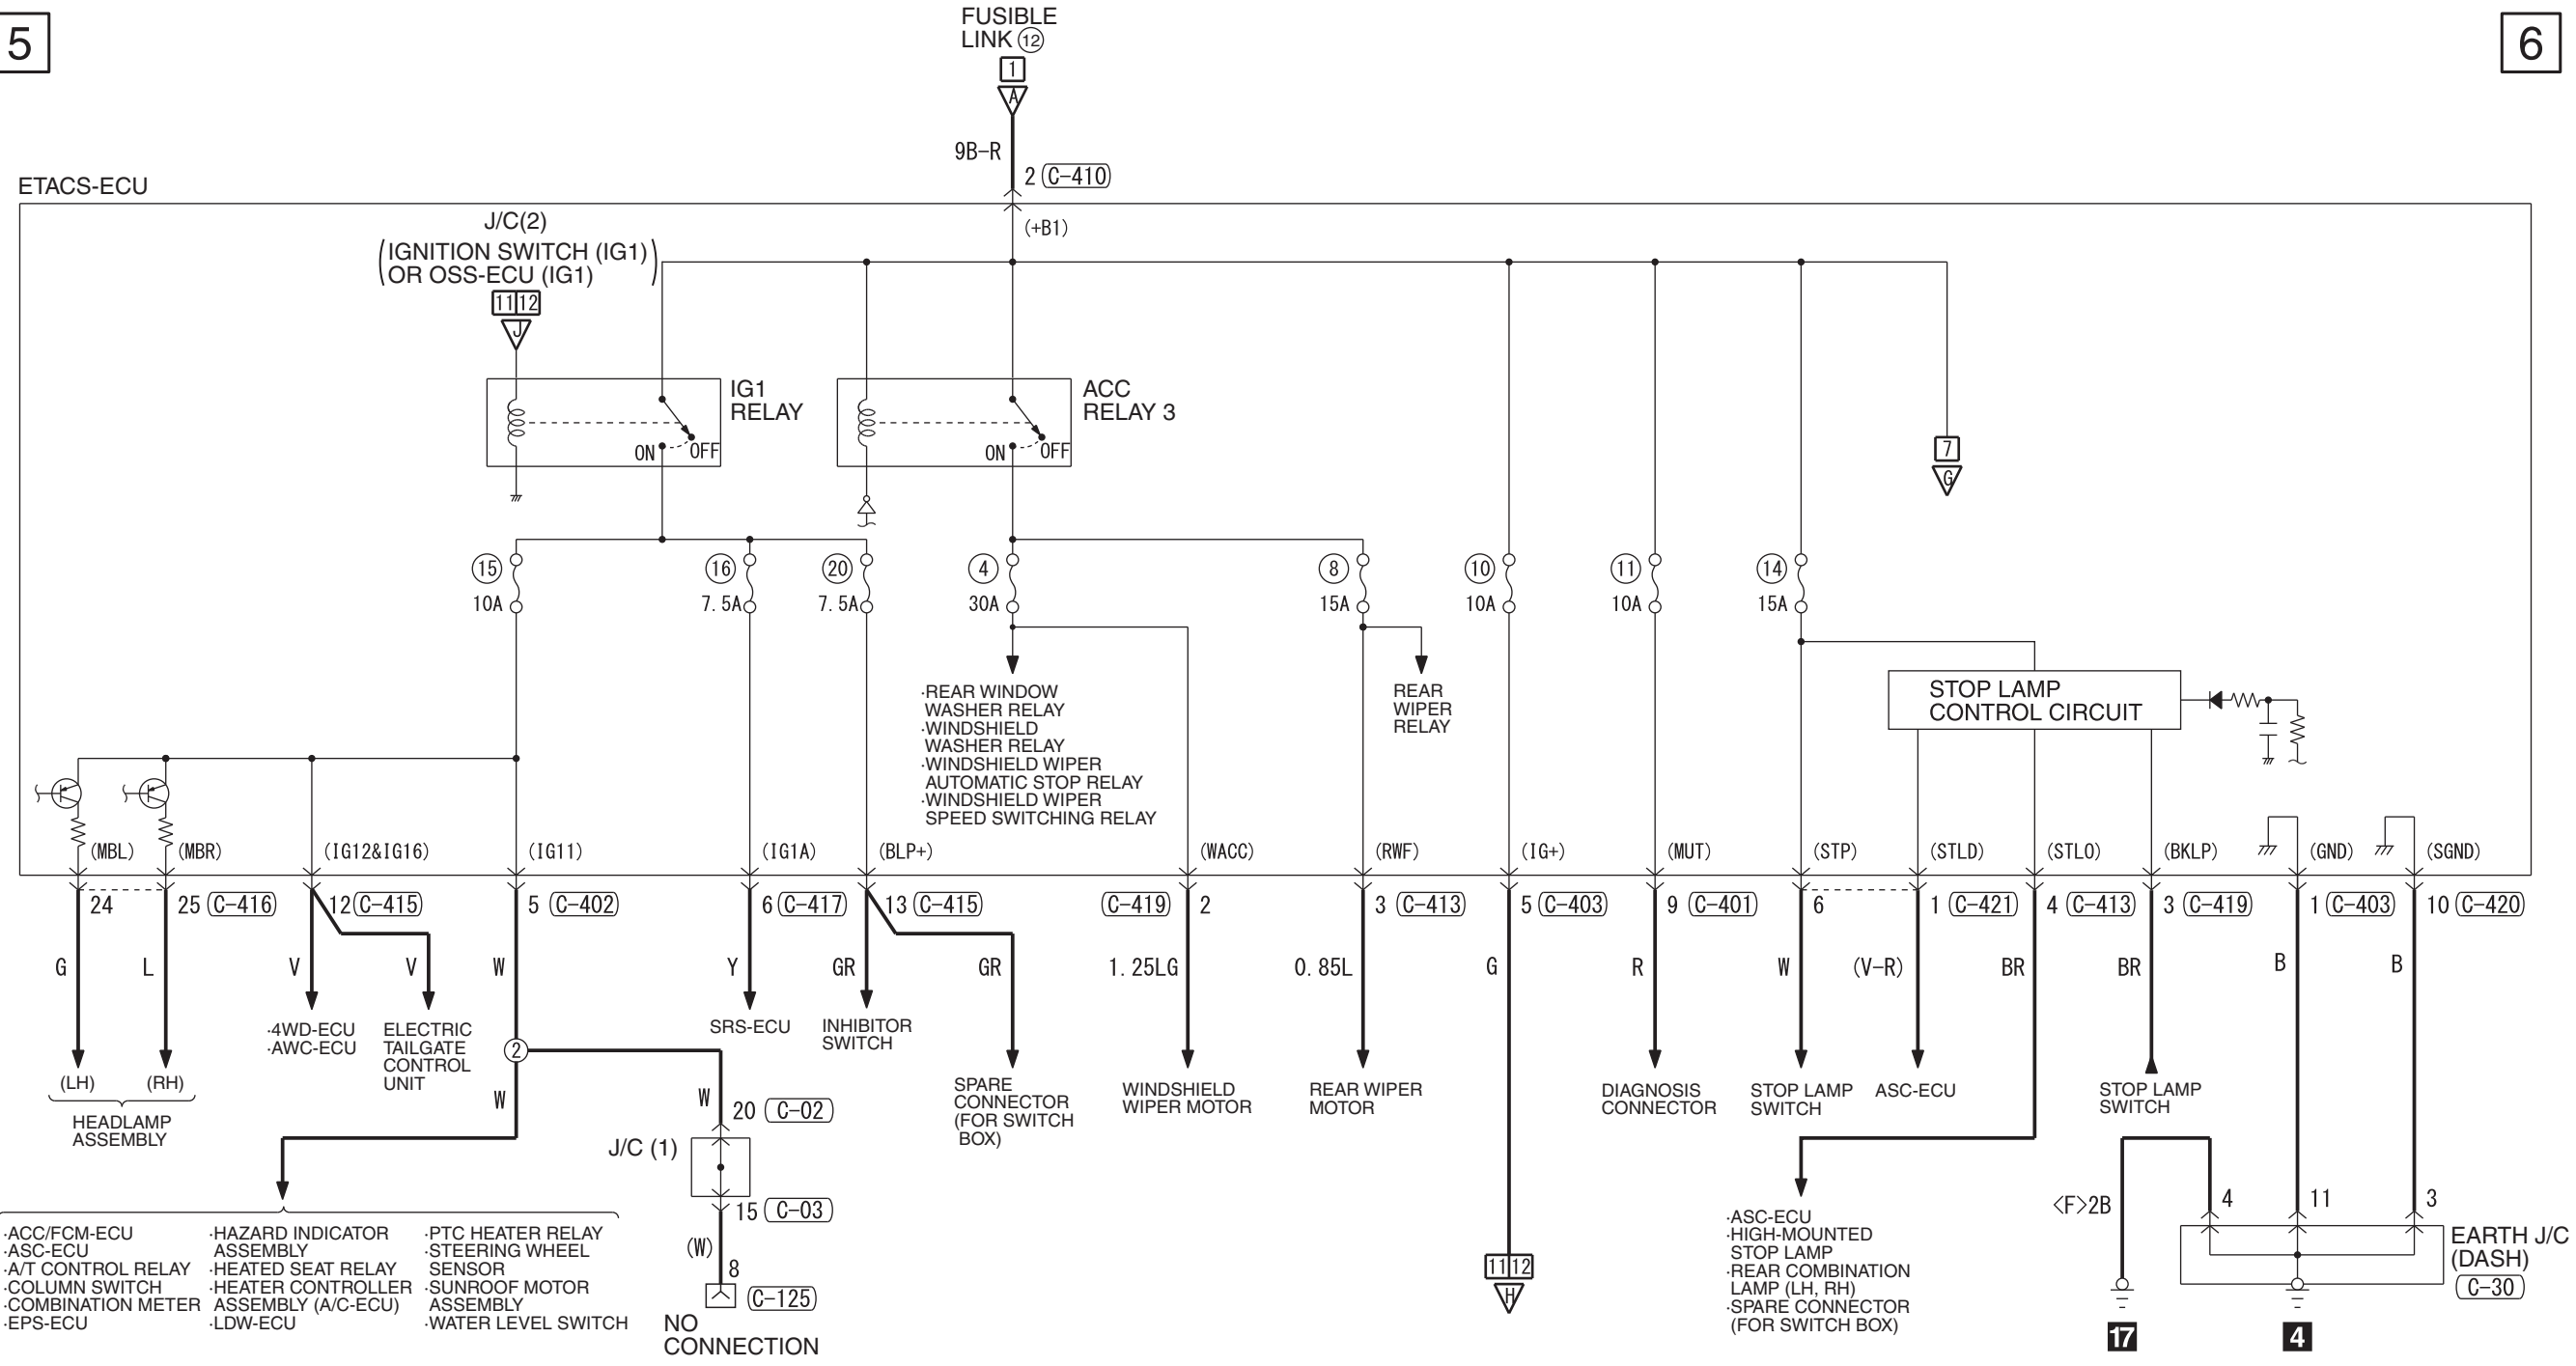 5
6
FUSIBLE
LINK 12
1
A
9B-R
2 C-410
ETACS-ECU
(+B1)
J/C(2)
(IGNITION SWITCH (IG1)
OR OSS-ECU (IG1))
11 12
J
IG1
RELAY
ON OFF
ACC
RELAY 3
ON OFF
7
G
15
10A
16
7.5A
20
7.5A
4
30A
8
15A
10
10A
11
10A
14
15A
·REAR WINDOW
WASHER RELAY
·WINDSHIELD
WASHER RELAY
·WINDSHIELD WIPER
AUTOMATIC STOP RELAY
·WINDSHIELD WIPER
SPEED SWITCHING RELAY
REAR
WIPER
RELAY
STOP LAMP
CONTROL CIRCUIT
(MBL) (MBR) (IG12&IG16) (IG11) (IG1A) (BLP+) (WACC) (RWF) (IG+) (MUT) (STP) (STLD) (STLO) (BKLP) (GND) (SGND)
24 25 C-416 12 C-415 5 C-402 6 C-417 13 C-415 C-419 2 3 C-413 5 C-403 9 C-401 6 1 C-421 4 C-413 3 C-419 1 C-403 10 C-420
G L V V W Y GR GR 1.25LG 0.85L G R W (V-R) BR BR B B
(LH) (RH)
HEADLAMP
ASSEMBLY
·4WD-ECU
·AWC-ECU
ELECTRIC
TAILGATE
CONTROL
UNIT
2
W
W
20 C-02
J/C (1)
15 C-03
(W)
8
C-125
NO
CONNECTION
SRS-ECU
INHIBITOR
SWITCH
SPARE
CONNECTOR
(FOR SWITCH
BOX)
WINDSHIELD
WIPER MOTOR
REAR WIPER
MOTOR
11 12
H
DIAGNOSIS
CONNECTOR
STOP LAMP
SWITCH
ASC-ECU
STOP LAMP
SWITCH
·ASC-ECU
·HIGH-MOUNTED
STOP LAMP
·REAR COMBINATION
LAMP (LH, RH)
·SPARE CONNECTOR
(FOR SWITCH BOX)
<F>2B
4 11 3
EARTH J/C
(DASH)
C-30
17
4
·ACC/FCM-ECU
·ASC-ECU
·A/T CONTROL RELAY
·COLUMN SWITCH
·COMBINATION METER
·EPS-ECU
·HAZARD INDICATOR
ASSEMBLY
·HEATED SEAT RELAY
·HEATER CONTROLLER
ASSEMBLY (A/C-ECU)
·LDW-ECU
·PTC HEATER RELAY
·STEERING WHEEL
SENSOR
·SUNROOF MOTOR
ASSEMBLY
·WATER LEVEL SWITCH